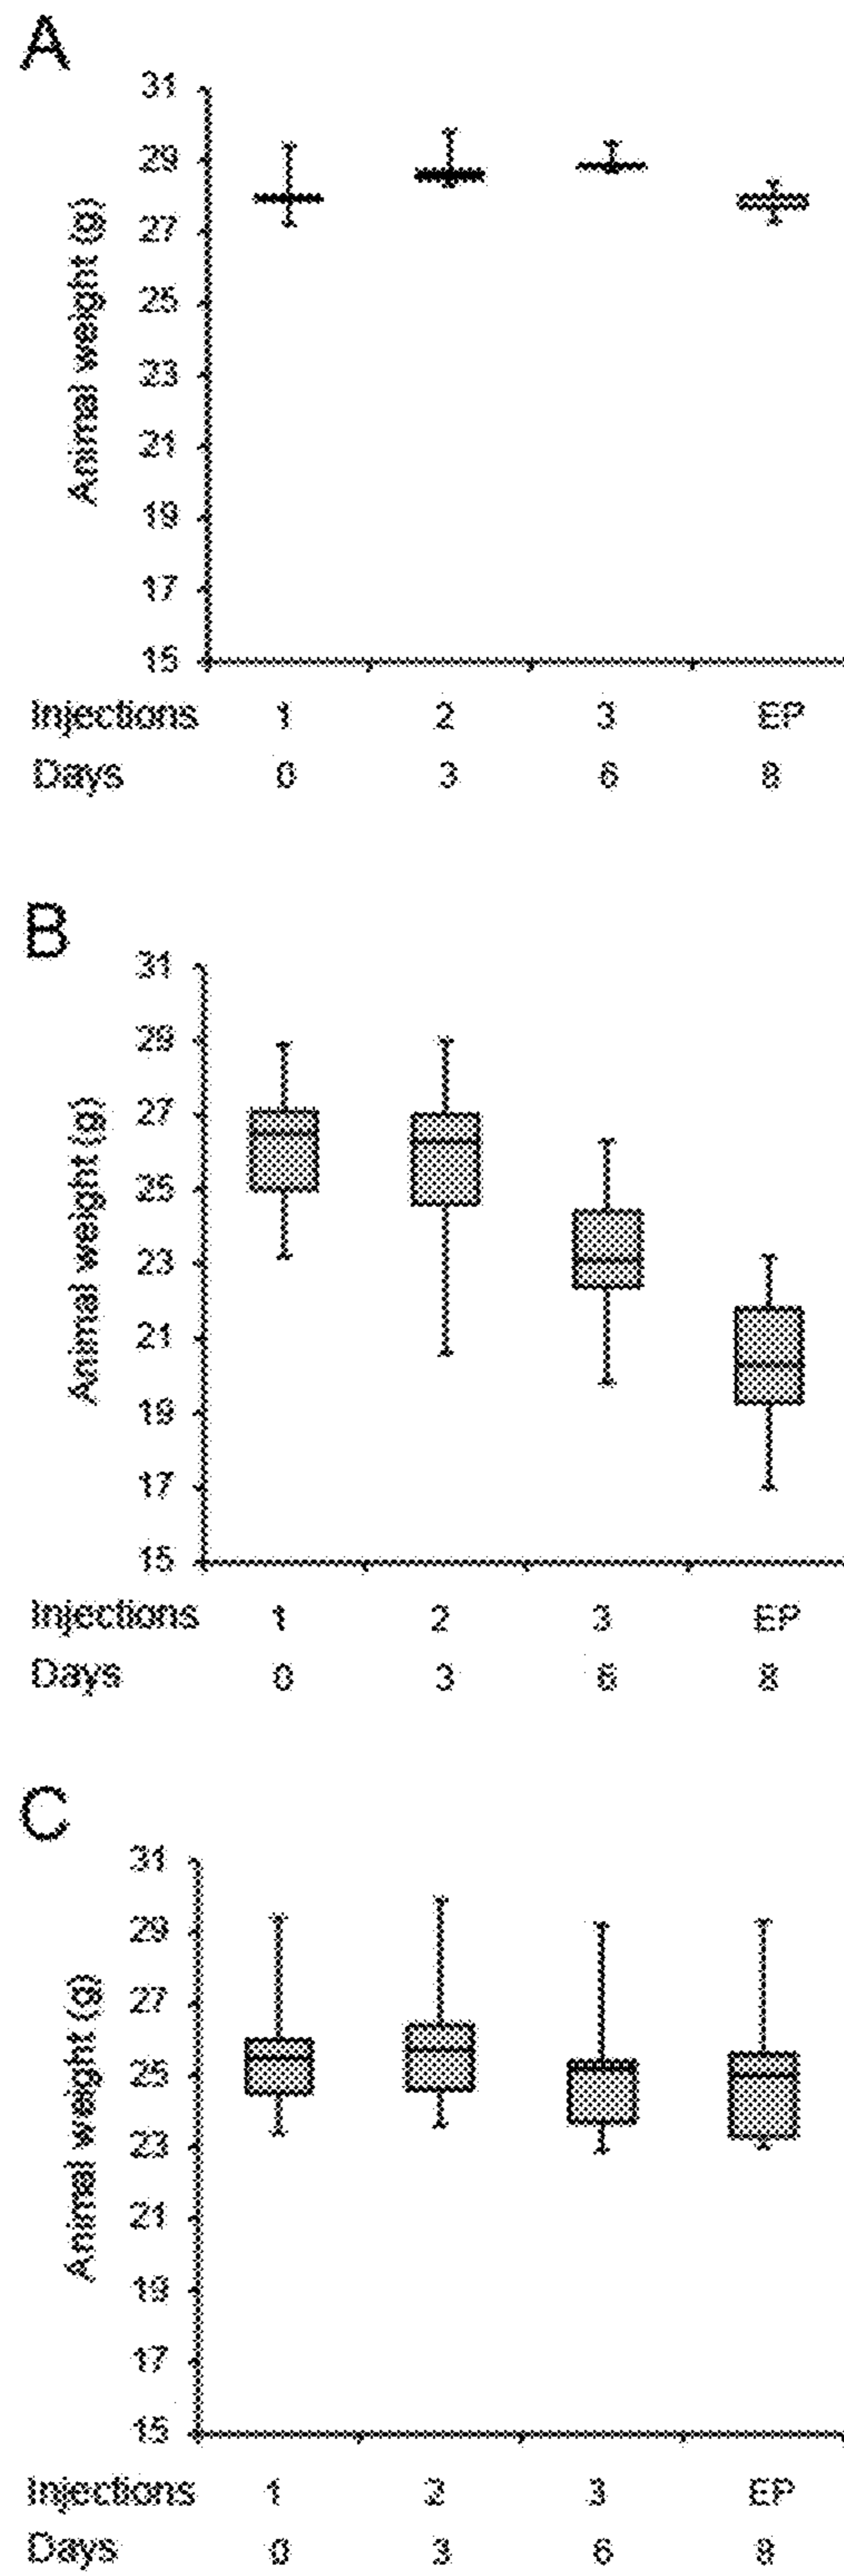 A
31
29
27
25
23
21
19
17
15
Animal weight (g)
Injections 1 2 3 EP
Days 0 3 6 8
B
31
29
27
25
23
21
19
17
15
Animal weight (g)
Injections 1 2 3 EP
Days 0 3 6 8
C
31
29
27
25
23
21
19
17
15
Animal weight (g)
Injections 1 2 3 EP
Days 0 3 6 8